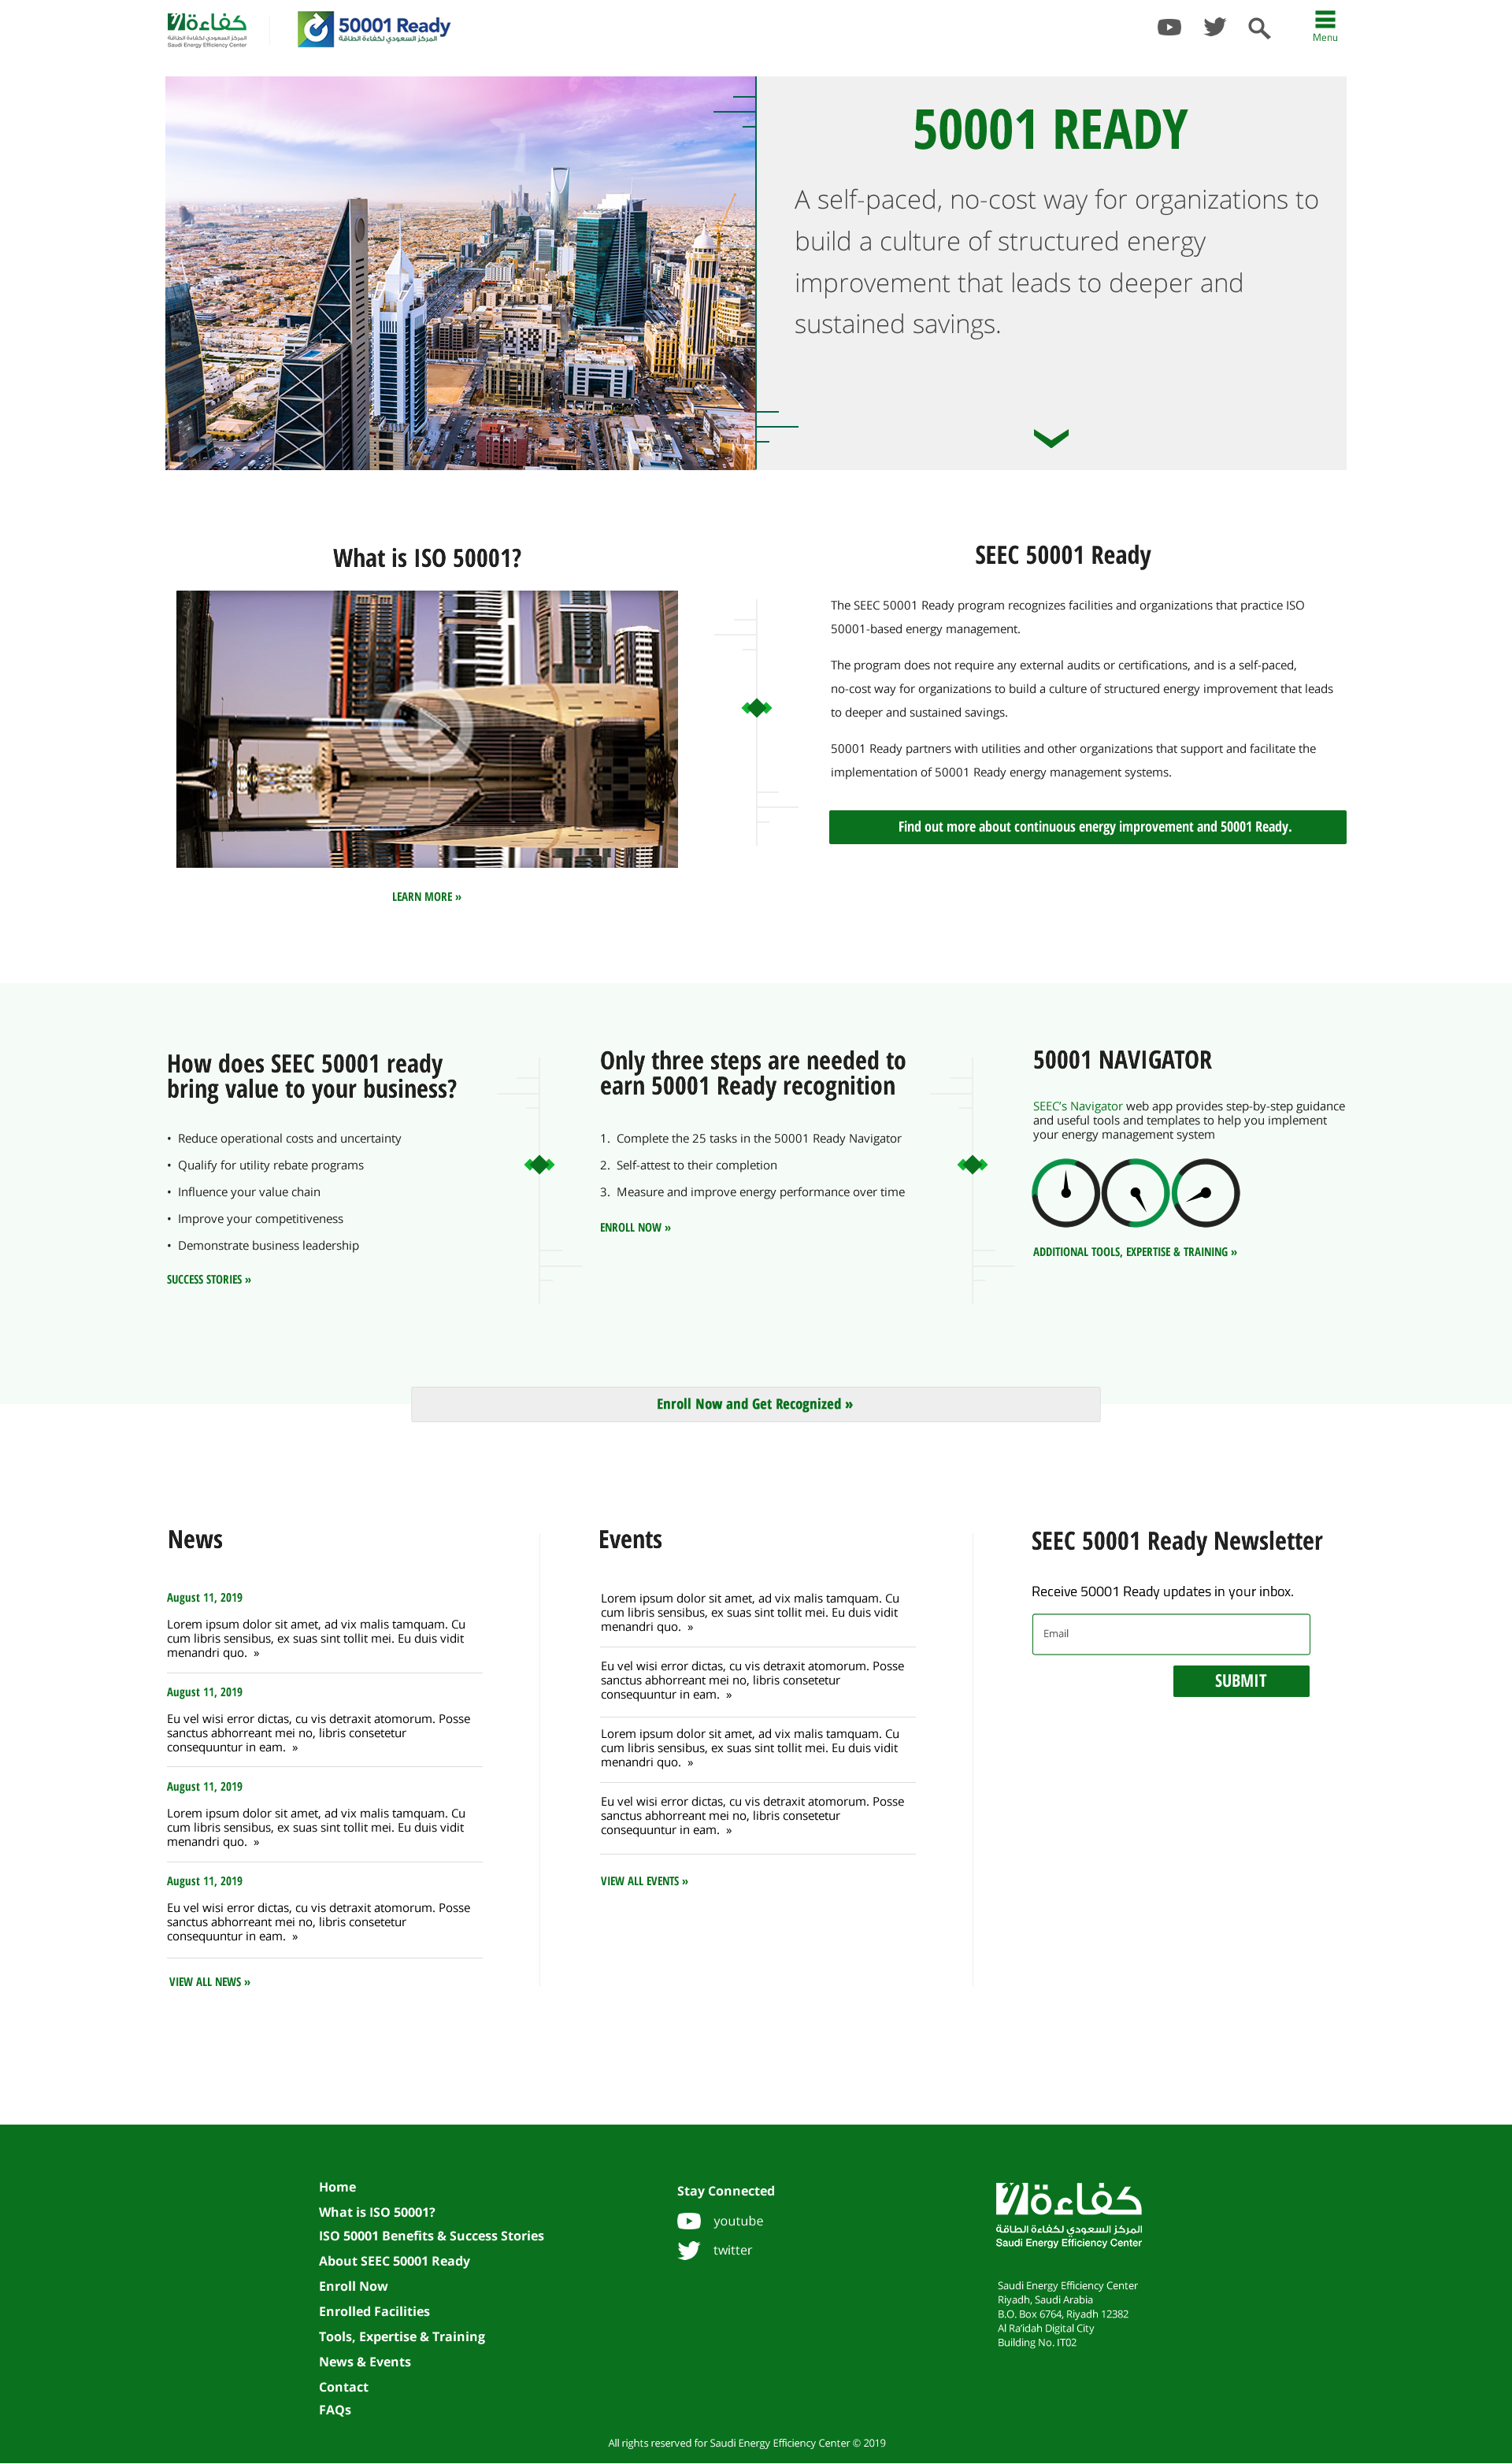 كفاءة
المركز السعودي لكفاءة الطاقة
Saudi Energy Efficiency Center
50001 Ready
المركز السعودي لكفاءة الطاقة
Menu
50001 READY
A self-paced, no-cost way for organizations to
build a culture of structured energy
improvement that leads to deeper and
sustained savings.
What is ISO 50001?
LEARN MORE »
SEEC 50001 Ready
The SEEC 50001 Ready program recognizes facilities and organizations that practice ISO
50001-based energy management.
The program does not require any external audits or certifications, and is a self-paced,
no-cost way for organizations to build a culture of structured energy improvement that leads
to deeper and sustained savings.
50001 Ready partners with utilities and other organizations that support and facilitate the
implementation of 50001 Ready energy management systems.
Find out more about continuous energy improvement and 50001 Ready.
How does SEEC 50001 ready
bring value to your business?
• Reduce operational costs and uncertainty
• Qualify for utility rebate programs
• Influence your value chain
• Improve your competitiveness
• Demonstrate business leadership
SUCCESS STORIES »
Only three steps are needed to
earn 50001 Ready recognition
1. Complete the 25 tasks in the 50001 Ready Navigator
2. Self-attest to their completion
3. Measure and improve energy performance over time
ENROLL NOW »
50001 NAVIGATOR
SEEC's Navigator web app provides step-by-step guidance
and useful tools and templates to help you implement
your energy management system
ADDITIONAL TOOLS, EXPERTISE & TRAINING »
Enroll Now and Get Recognized »
News
August 11, 2019
Lorem ipsum dolor sit amet, ad vix malis tamquam. Cu
cum libris sensibus, ex suas sint tollit mei. Eu duis vidit
menandri quo. »
August 11, 2019
Eu vel wisi error dictas, cu vis detraxit atomorum. Posse
sanctus abhorreant mei no, libris consetetur
consequuntur in eam. »
August 11, 2019
Lorem ipsum dolor sit amet, ad vix malis tamquam. Cu
cum libris sensibus, ex suas sint tollit mei. Eu duis vidit
menandri quo. »
August 11, 2019
Eu vel wisi error dictas, cu vis detraxit atomorum. Posse
sanctus abhorreant mei no, libris consetetur
consequuntur in eam. »
VIEW ALL NEWS »
Events
Lorem ipsum dolor sit amet, ad vix malis tamquam. Cu
cum libris sensibus, ex suas sint tollit mei. Eu duis vidit
menandri quo. »
Eu vel wisi error dictas, cu vis detraxit atomorum. Posse
sanctus abhorreant mei no, libris consetetur
consequuntur in eam. »
Lorem ipsum dolor sit amet, ad vix malis tamquam. Cu
cum libris sensibus, ex suas sint tollit mei. Eu duis vidit
menandri quo. »
Eu vel wisi error dictas, cu vis detraxit atomorum. Posse
sanctus abhorreant mei no, libris consetetur
consequuntur in eam. »
VIEW ALL EVENTS »
SEEC 50001 Ready Newsletter
Receive 50001 Ready updates in your inbox.
Email
SUBMIT
Home
What is ISO 50001?
ISO 50001 Benefits & Success Stories
About SEEC 50001 Ready
Enroll Now
Enrolled Facilities
Tools, Expertise & Training
News & Events
Contact
FAQs
Stay Connected
youtube
twitter
كفاءة
المركز السعودي لكفاءة الطاقة
Saudi Energy Efficiency Center
Saudi Energy Efficiency Center
Riyadh, Saudi Arabia
B.O. Box 6764, Riyadh 12382
Al Ra'idah Digital City
Building No. IT02
All rights reserved for Saudi Energy Efficiency Center © 2019